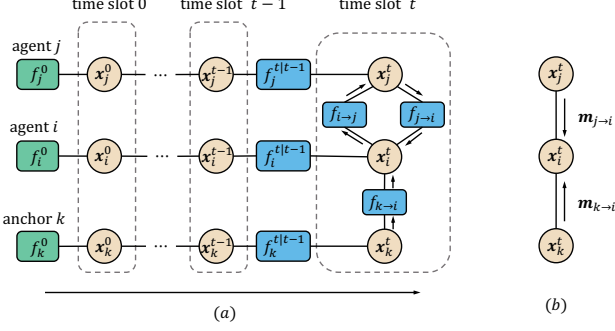 time slot 0 time slot t − 1 time slot t
agent j
f_j^0 x_j^0 ... x_j^{t-1} f_j^{t|t-1} x_j^t
f_{i→j} f_{j→i}
agent i
f_i^0 x_i^0 ... x_i^{t-1} f_i^{t|t-1} x_i^t
f_{k→i}
anchor k
f_k^0 x_k^0 ... x_k^{t-1} f_k^{t|t-1} x_k^t
(a)
x_j^t
m_{j→i}
x_i^t
m_{k→i}
x_k^t
(b)